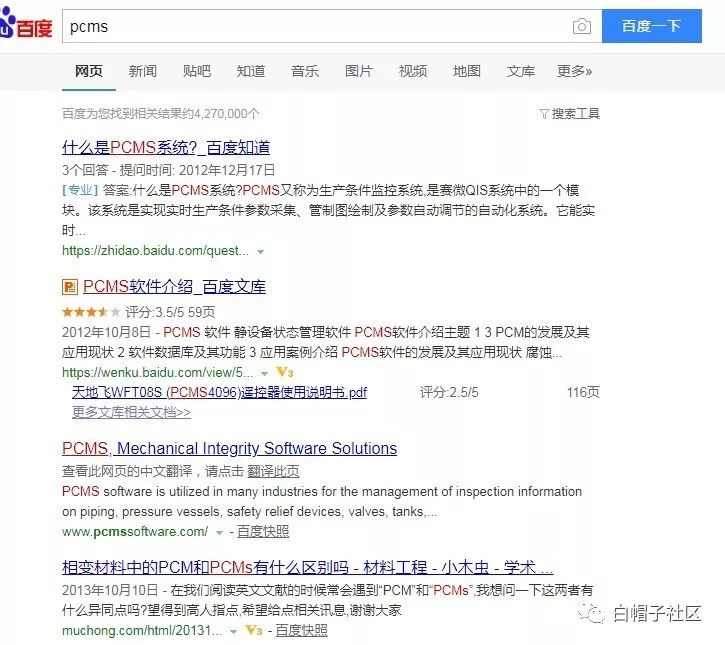 百度
pcms
百度一下
网页 新闻 贴吧 知道 音乐 图片 视频 地图 文库 更多»
百度为您找到相关结果约4,270,000个 搜索工具
什么是PCMS系统?_百度知道
3个回答 - 提问时间: 2012年12月17日
[专业] 答案:什么是PCMS系统?PCMS又称为生产条件监控系统,是赛微QIS系统中的一个模
块。该系统是实现实时生产条件参数采集、管制图绘制及参数自动调节的自动化系统。它能实
时...
https://zhidao.baidu.com/quest...
PCMS软件介绍_百度文库
评分:3.5/5 59页
2012年10月8日 - PCMS 软件 静设备状态管理软件 PCMS软件介绍主题 1 3 PCM的发展及其
应用现状 2 软件数据库及其功能 3 应用案例介绍 PCMS软件的发展及其应用现状 腐蚀...
https://wenku.baidu.com/view/5... V3
天地飞WFT08S (PCMS4096)遥控器使用说明书.pdf 评分:2.5/5 116页
更多文库相关文档>>
PCMS, Mechanical Integrity Software Solutions
查看此网页的中文翻译，请点击 翻译此页
PCMS software is utilized in many industries for the management of inspection information
on piping, pressure vessels, safety relief devices, valves, tanks,...
www.pcmssoftware.com/ - 百度快照
相变材料中的PCM和PCMs有什么区别吗 - 材料工程 - 小木虫 - 学术 ...
2013年10月10日 - 在我们阅读英文文献的时候常会遇到“PCM”和“PCMs”,我想问一下这两者有
什么异同点吗?望得到高人指点,希望给点相关讯息,谢谢大家
muchong.com/html/20131... V3 - 百度快照
白帽子社区